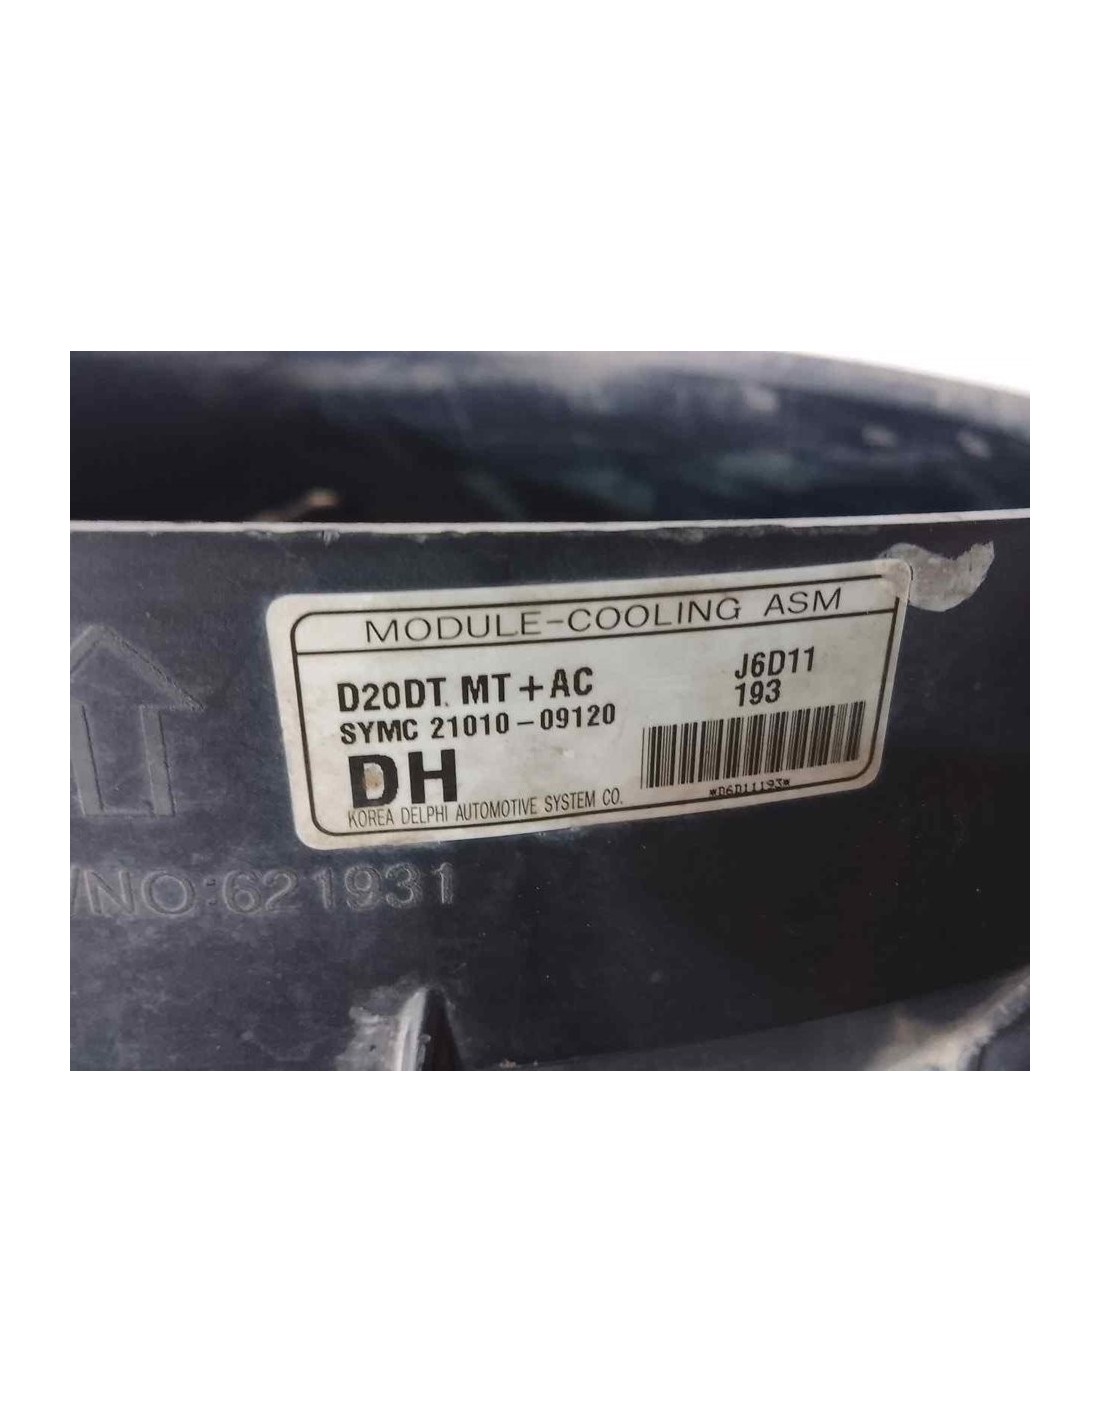 MODULE-COOLING ASM
D20DT. MT+AC
J6D11
193
SYMC 21010-09120
DH
KOREA DELPHI AUTOMOTIVE SYSTEM CO.
*D6D11193*
/NO:621931